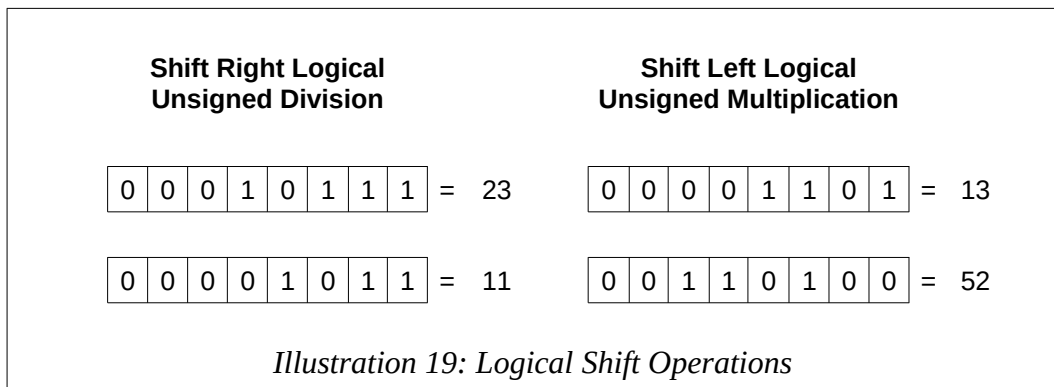 Shift Right Logical
Unsigned Division
0 0 0 1 0 1 1 1 = 23
0 0 0 0 1 0 1 1 = 11
Shift Left Logical
Unsigned Multiplication
0 0 0 0 1 1 0 1 = 13
0 0 1 1 0 1 0 0 = 52
Illustration 19: Logical Shift Operations